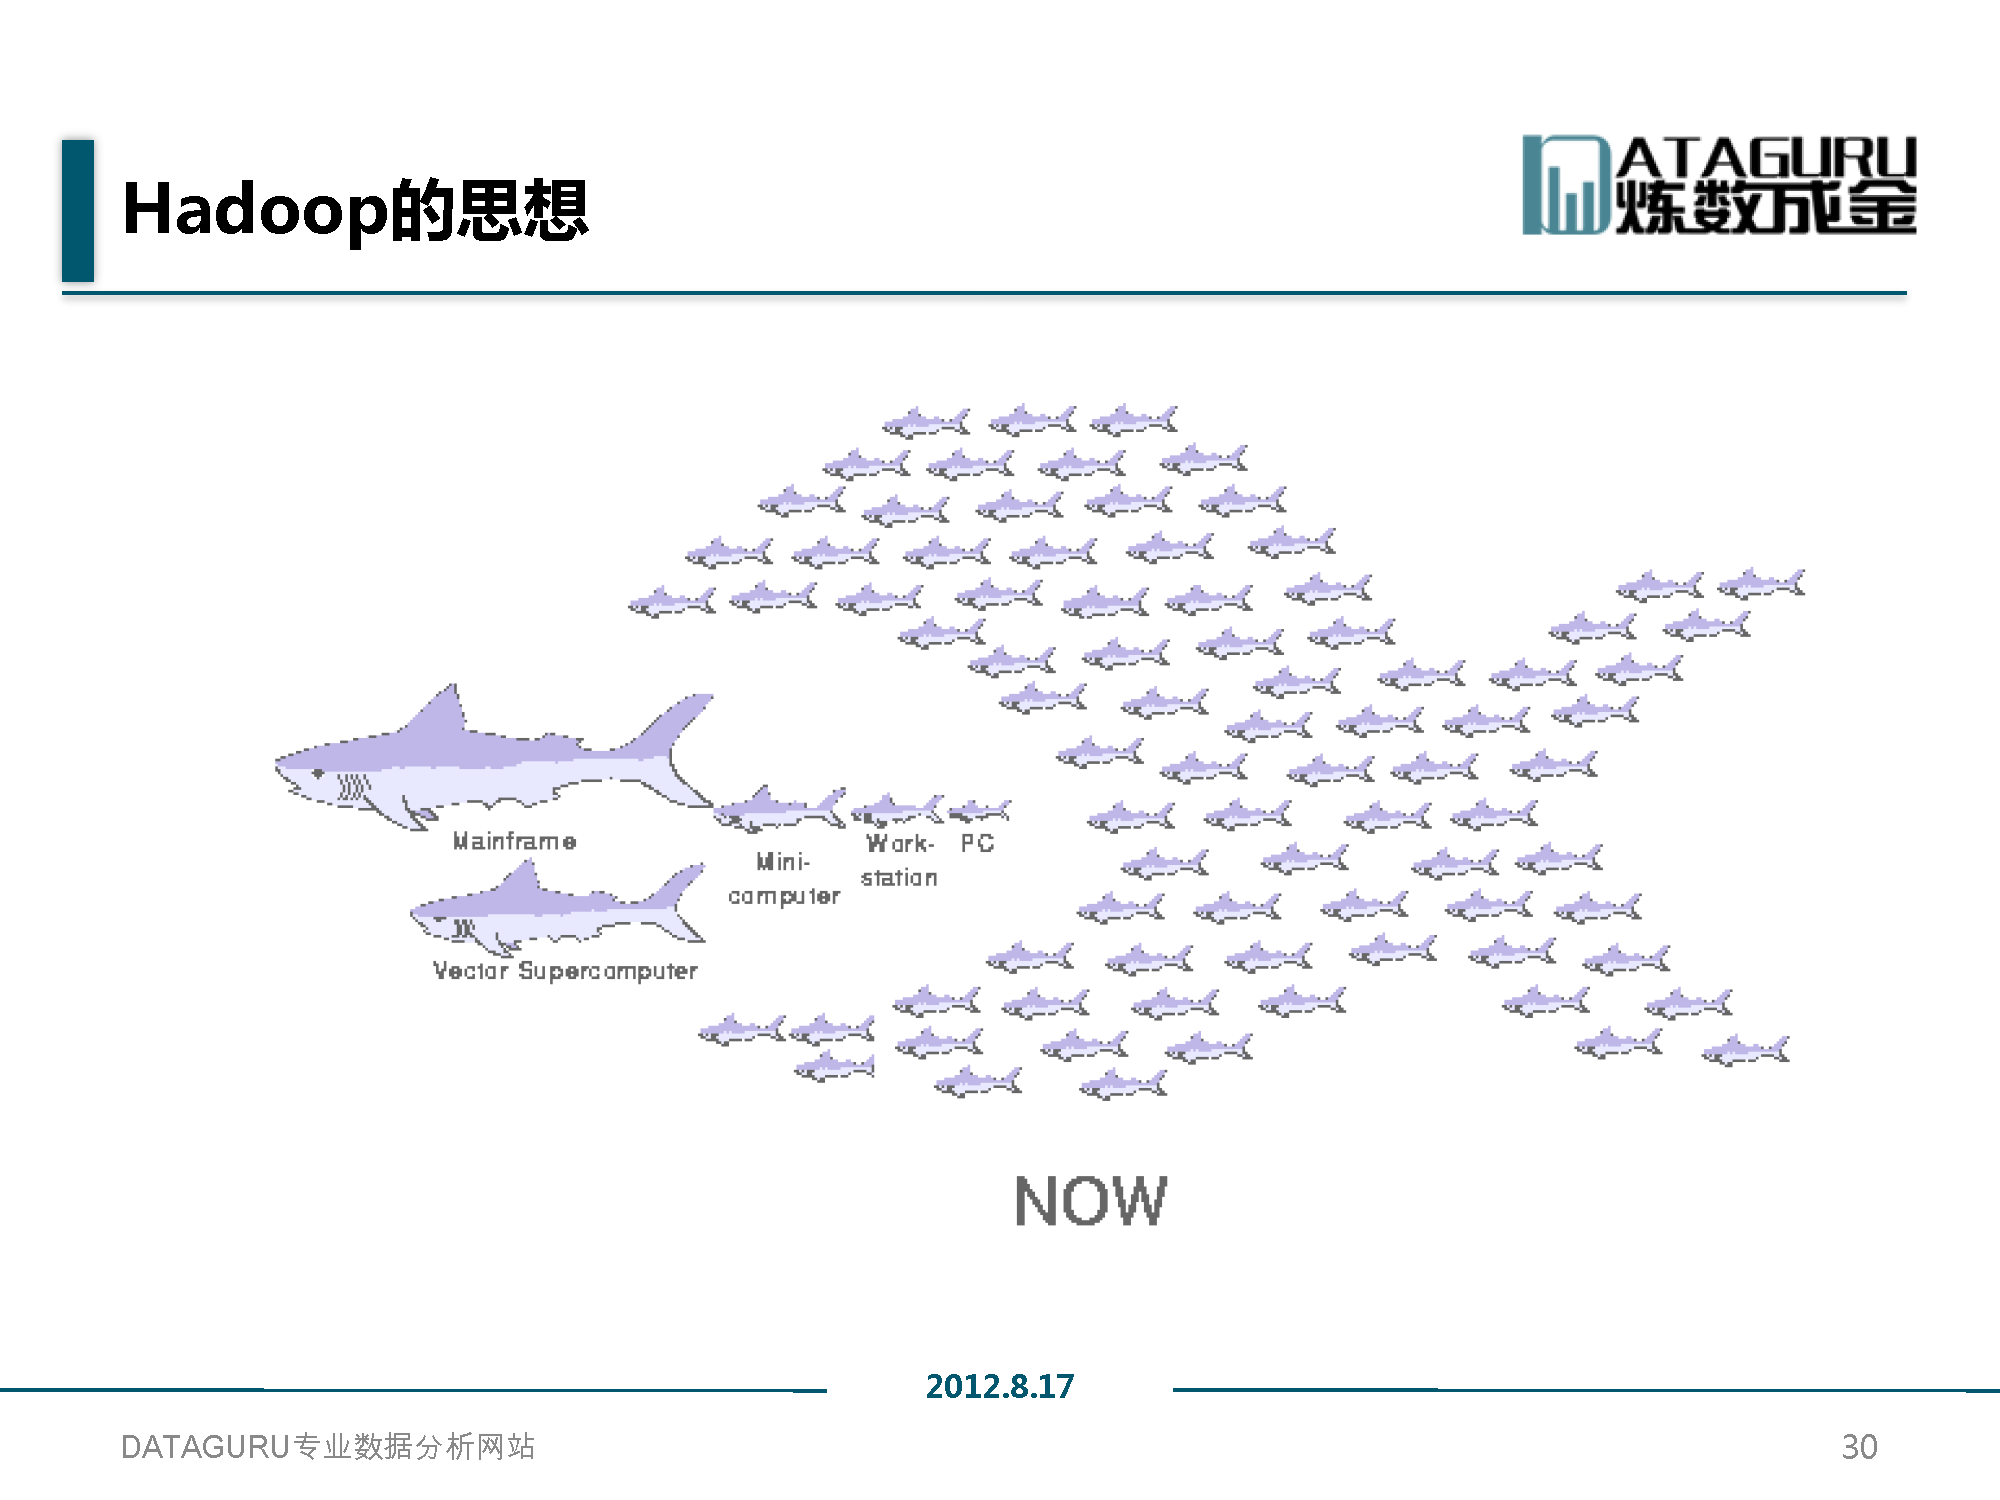 Hadoop的思想
DATAGURU
炼数成金
Mainframe
Mini-
computer
Work-
station
PC
Vector Supercomputer
NOW
2012.8.17
DATAGURU专业数据分析网站
30